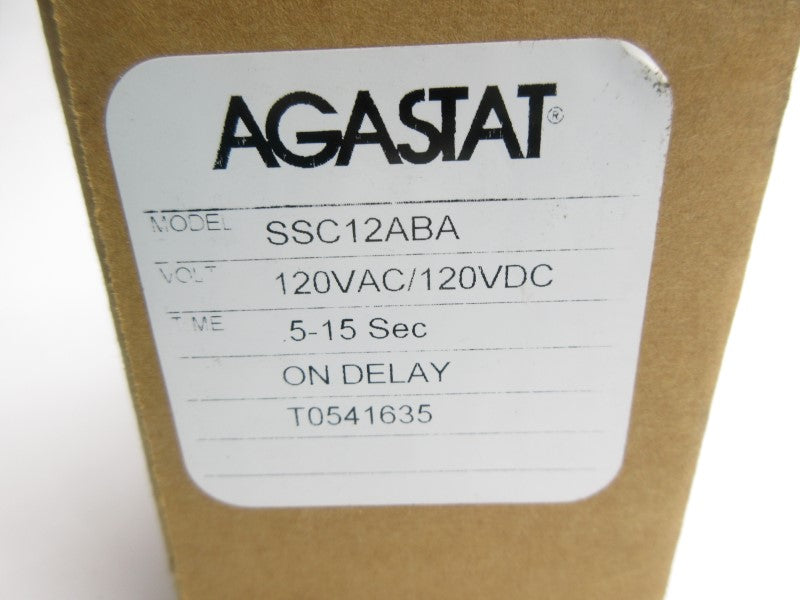 AGASTAT®
MODEL SSC12ABA
VOLT 120VAC/120VDC
TIME .5-15 Sec
ON DELAY
T0541635